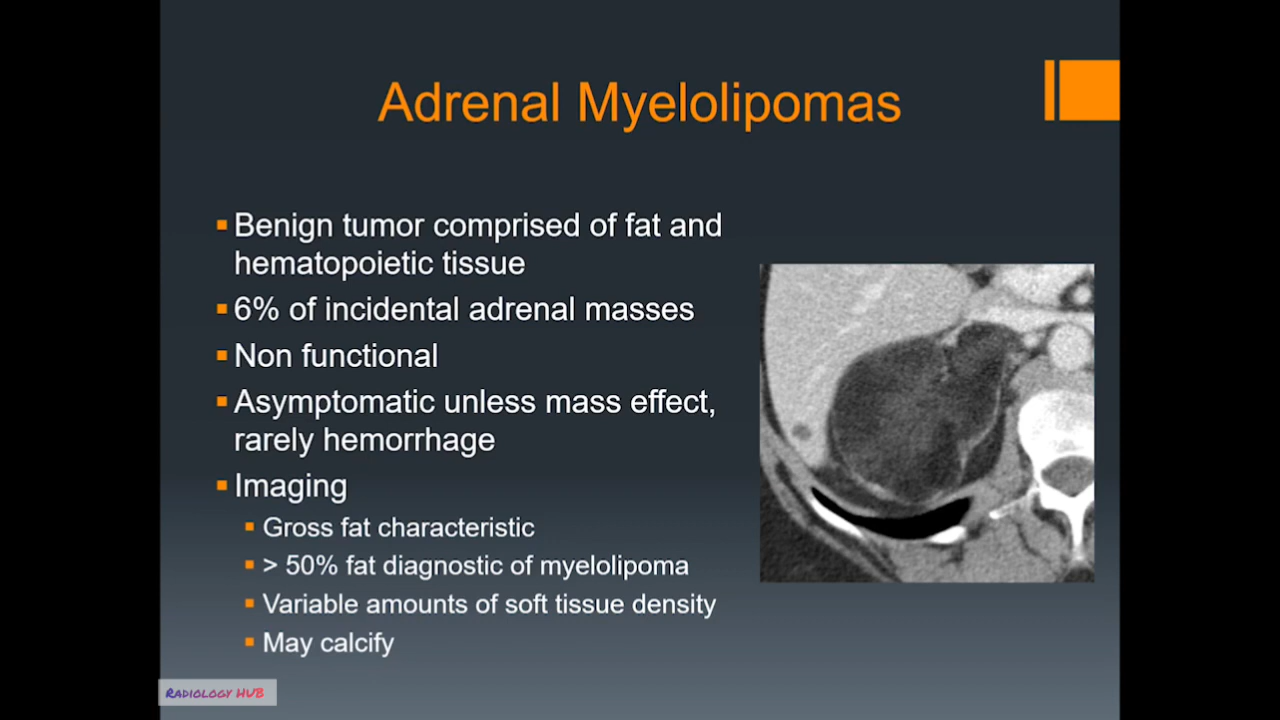 Adrenal Myelolipomas
Benign tumor comprised of fat and
hematopoietic tissue
6% of incidental adrenal masses
Non functional
Asymptomatic unless mass effect,
rarely hemorrhage
Imaging
Gross fat characteristic
> 50% fat diagnostic of myelolipoma
Variable amounts of soft tissue density
May calcify
Radiology HUB